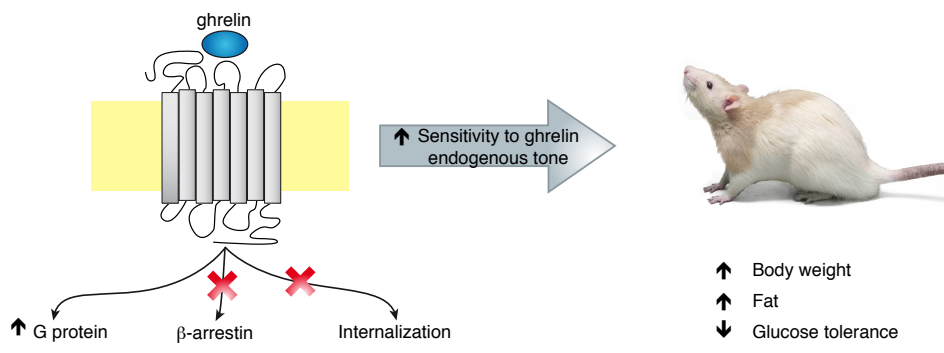 ghrelin
↑ Sensitivity to ghrelin
endogenous tone
↑ G protein
β-arrestin
Internalization
↑ Body weight
↑ Fat
↓ Glucose tolerance